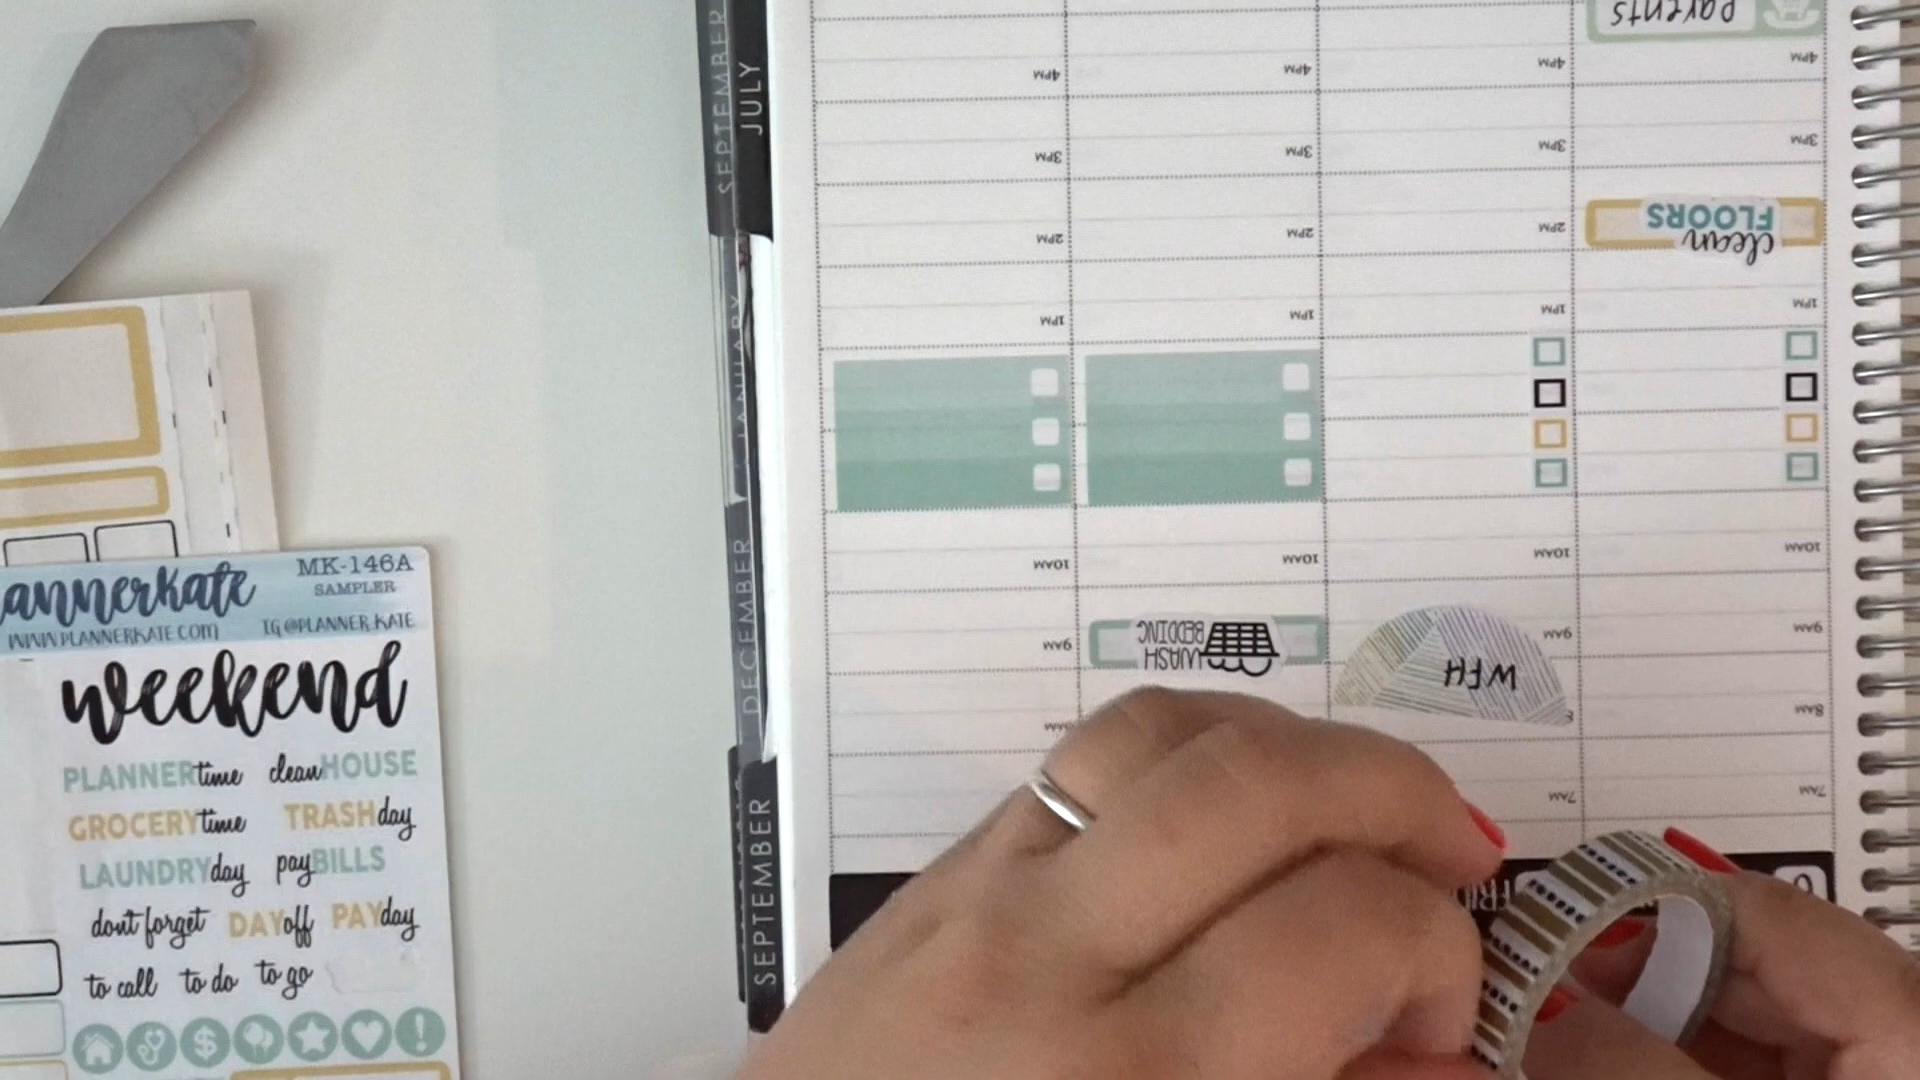 SEPTEMBER
JULY
JANUARY
DECEMBER
SEPTEMBER
Parents
4PM
4PM
4PM
4PM
3PM
3PM
3PM
3PM
2PM
2PM
2PM
clean
FLOORS
1PM
1PM
1PM
1PM
10AM
10AM
10AM
10AM
9AM
WASH
BEDDING
9AM
9AM
WFH
8AM
7AM
7AM
FRI
MK-146A
SAMPLER
WWW.PLANNERKATE.COM
IG @PLANNER.KATE
weekend
PLANNERtime cleanHOUSE
GROCERYtime TRASHday
LAUNDRYday payBILLS
dont forget DAYoff PAYday
to call to do to go